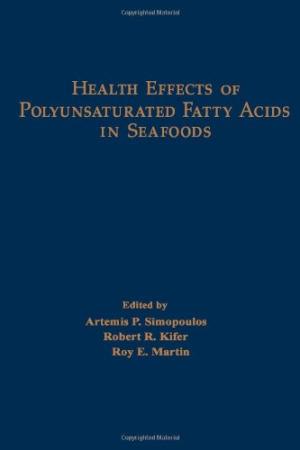 HEALTH EFFECTS OF
POLYUNSATURATED FATTY ACIDS
IN SEAFOODS
Edited by
Artemis P. Simopoulos
Robert R. Kifer
Roy E. Martin